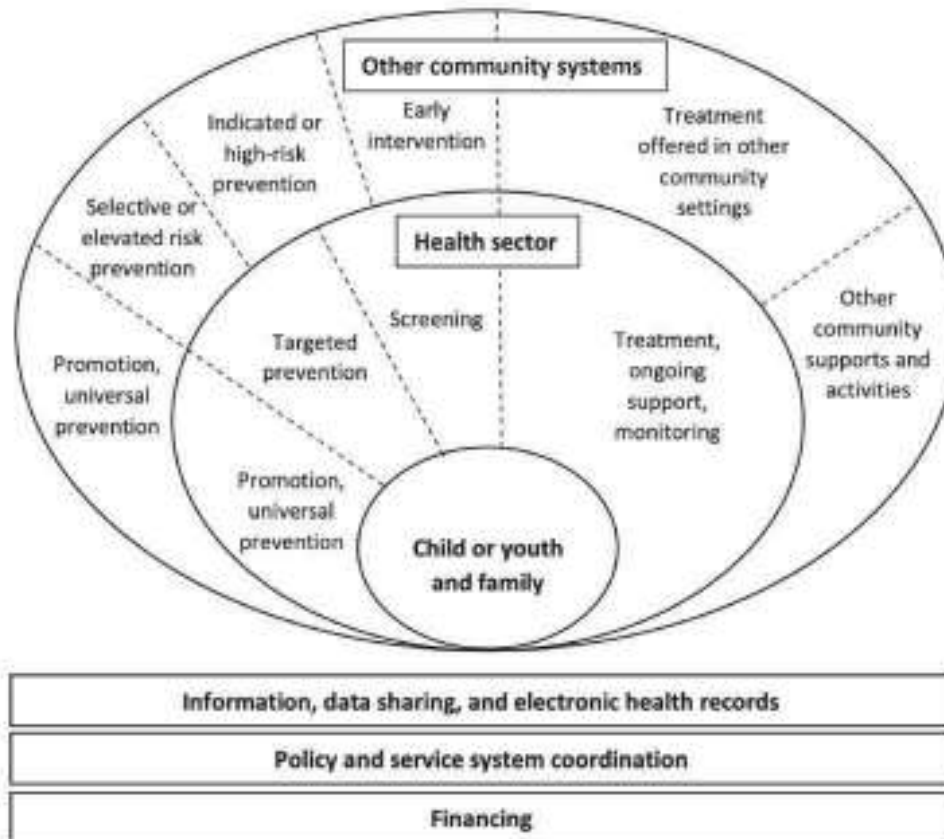 Other community systems
Early
intervention
Indicated or
high-risk
prevention
Selective or
elevated risk
prevention
Promotion,
universal
prevention
Treatment
offered in other
community
settings
Other
community
supports and
activities
Health sector
Screening
Targeted
prevention
Promotion,
universal
prevention
Treatment,
ongoing
support,
monitoring
Child or youth
and family
Information, data sharing, and electronic health records
Policy and service system coordination
Financing